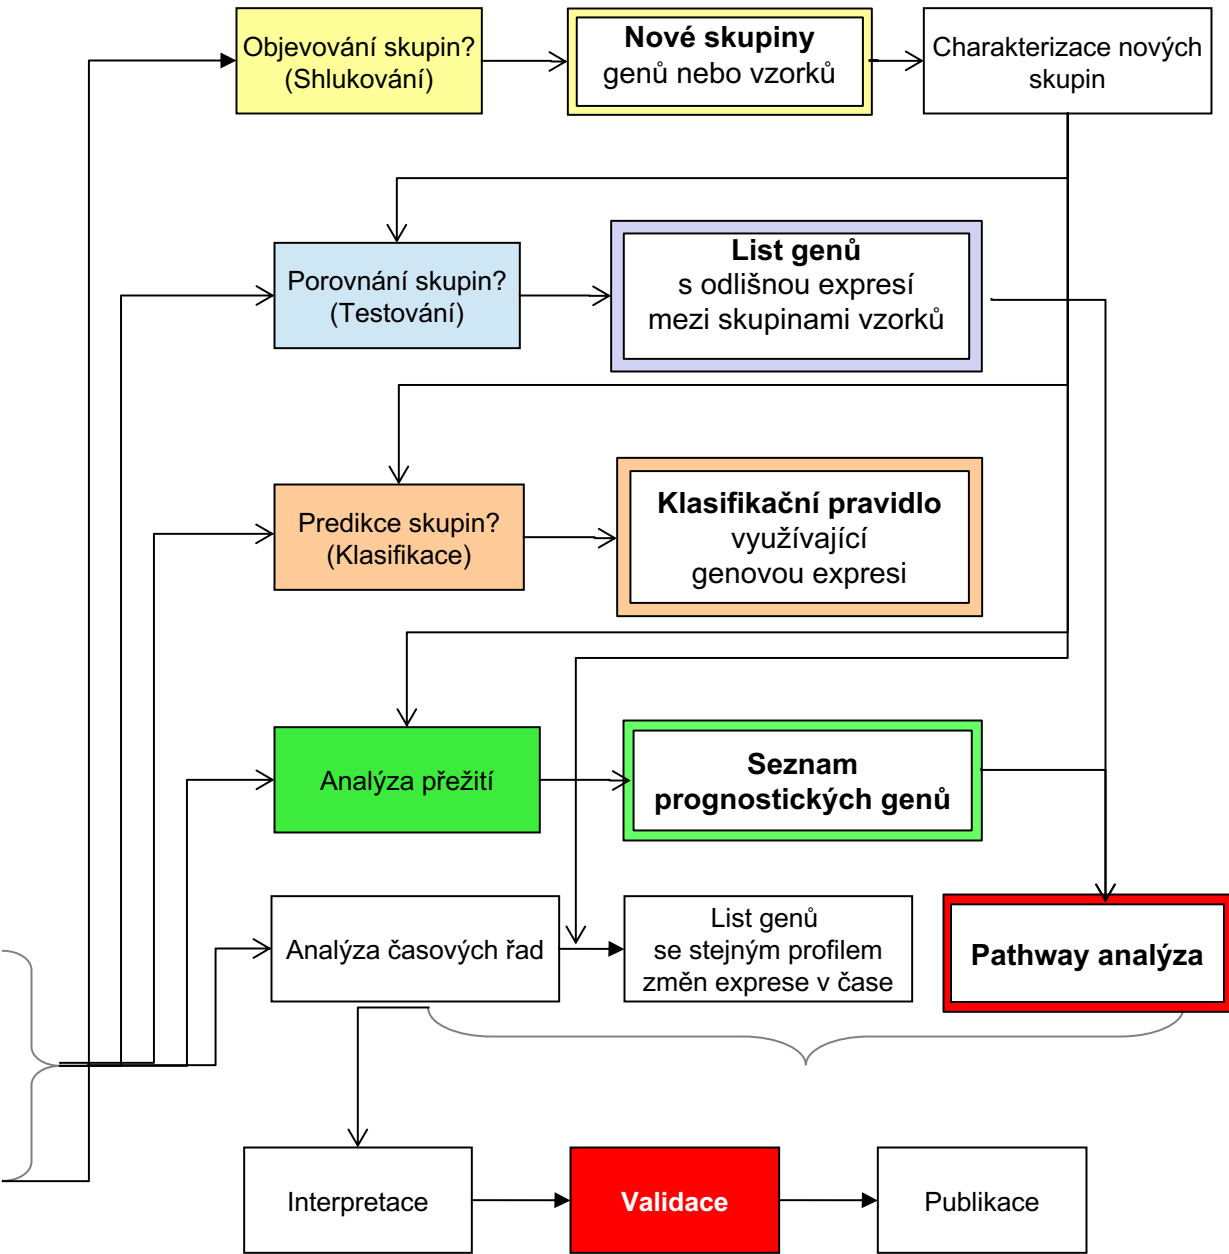 Objevování skupin?
(Shlukování)
Nové skupiny
genů nebo vzorků
Charakterizace nových
skupin
Porovnání skupin?
(Testování)
List genů
s odlišnou expresí
mezi skupinami vzorků
Predikce skupin?
(Klasifikace)
Klasifikační pravidlo
využívající
genovou expresi
Analýza přežití
Seznam
prognostických genů
Analýza časových řad
List genů
se stejným profilem
změn exprese v čase
Pathway analýza
Interpretace
Validace
Publikace